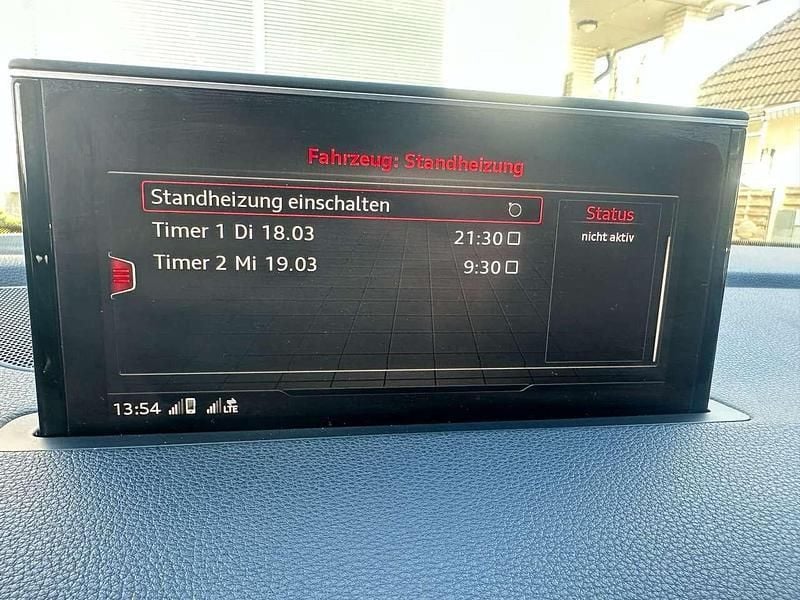 Fahrzeug: Standheizung
Standheizung einschalten
Timer 1 Di 18.03 21:30
Timer 2 Mi 19.03 9:30
Status
nicht aktiv
13:54 LTE